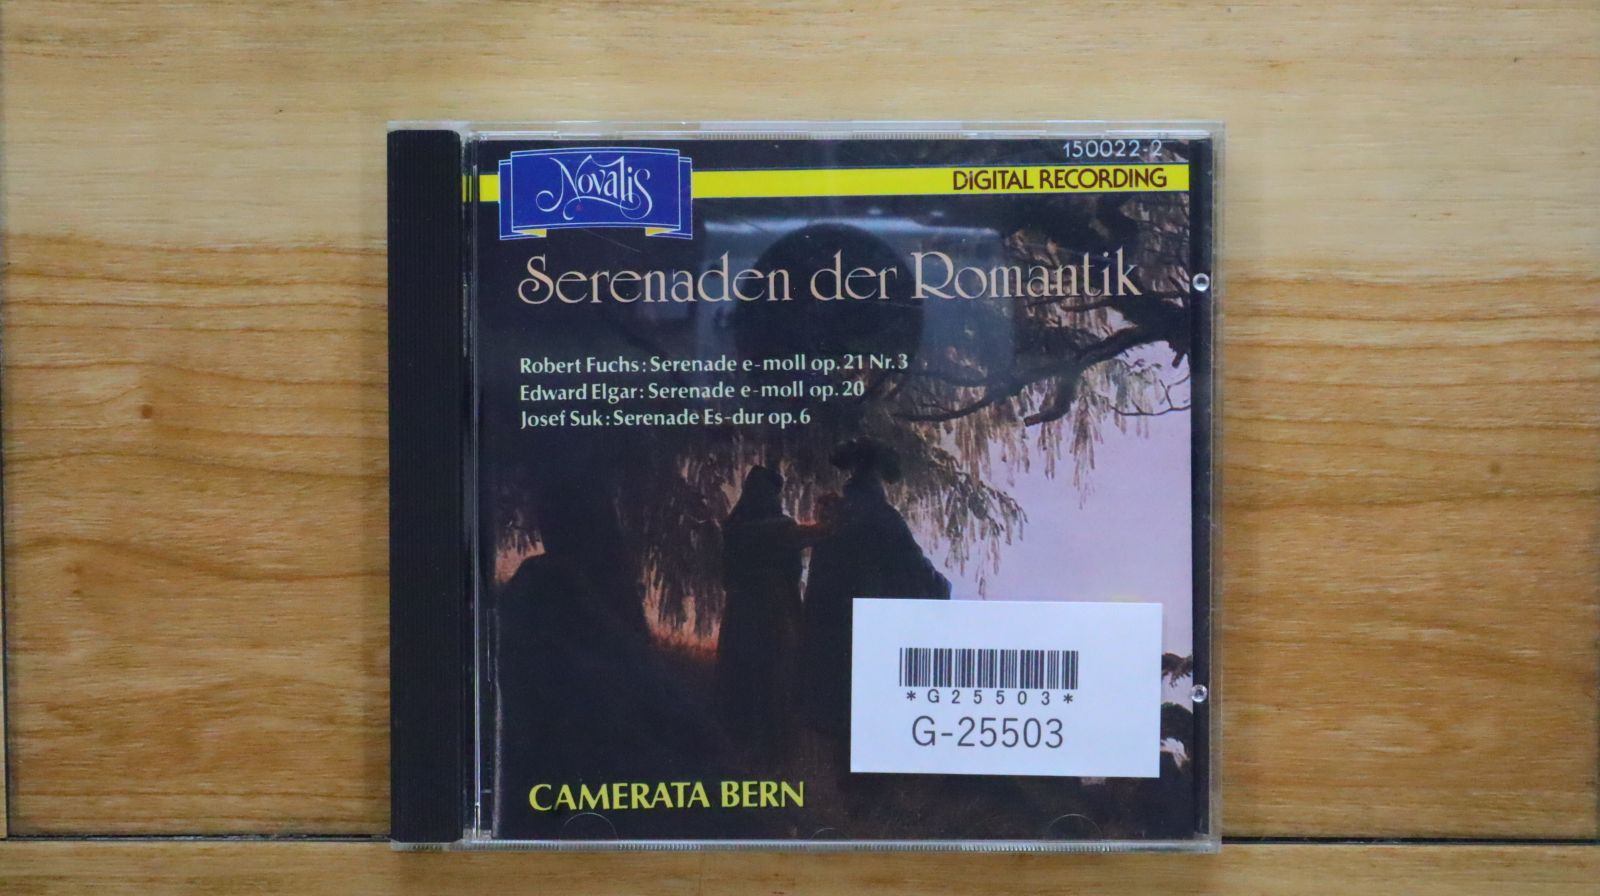 150022-2
Novalis
DIGITAL RECORDING
Serenaden der Romantik
Robert Fuchs: Serenade e-moll op. 21 Nr. 3
Edward Elgar: Serenade e-moll op. 20
Josef Suk: Serenade Es-dur op. 6
*G25503*
G-25503
CAMERATA BERN